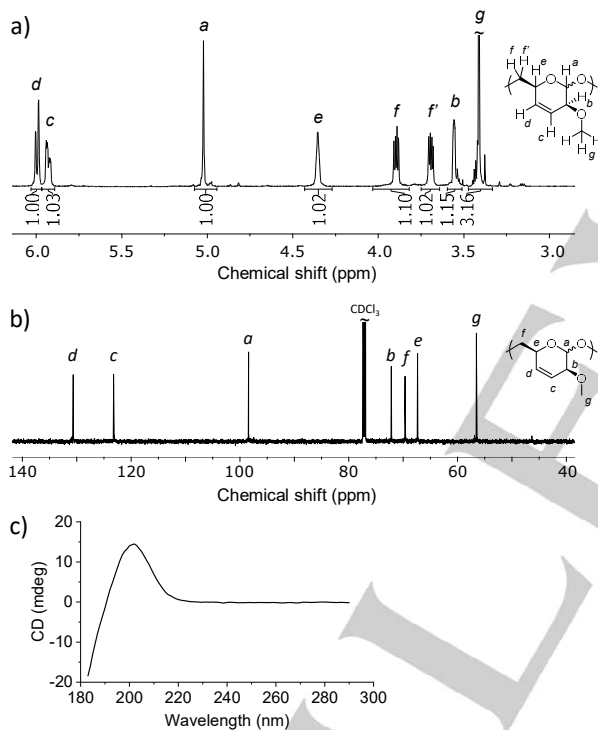 a)
d
c
a
e
f
f'
b
g
~
1.00
1.03
1.00
1.02
1.10
1.02
1.15
3.16
6.0 5.5 5.0 4.5 4.0 3.5 3.0
Chemical shift (ppm)
f f'
H H e H a H O O
H b
H d H c O
H H H g
b)
d c a CDCl3 ~ b f e g
f e O a O
d b
c O
g
140 120 100 80 60 40
Chemical shift (ppm)
c)
CD (mdeg)
20
10
0
-10
-20
180 200 220 240 260 280 300
Wavelength (nm)